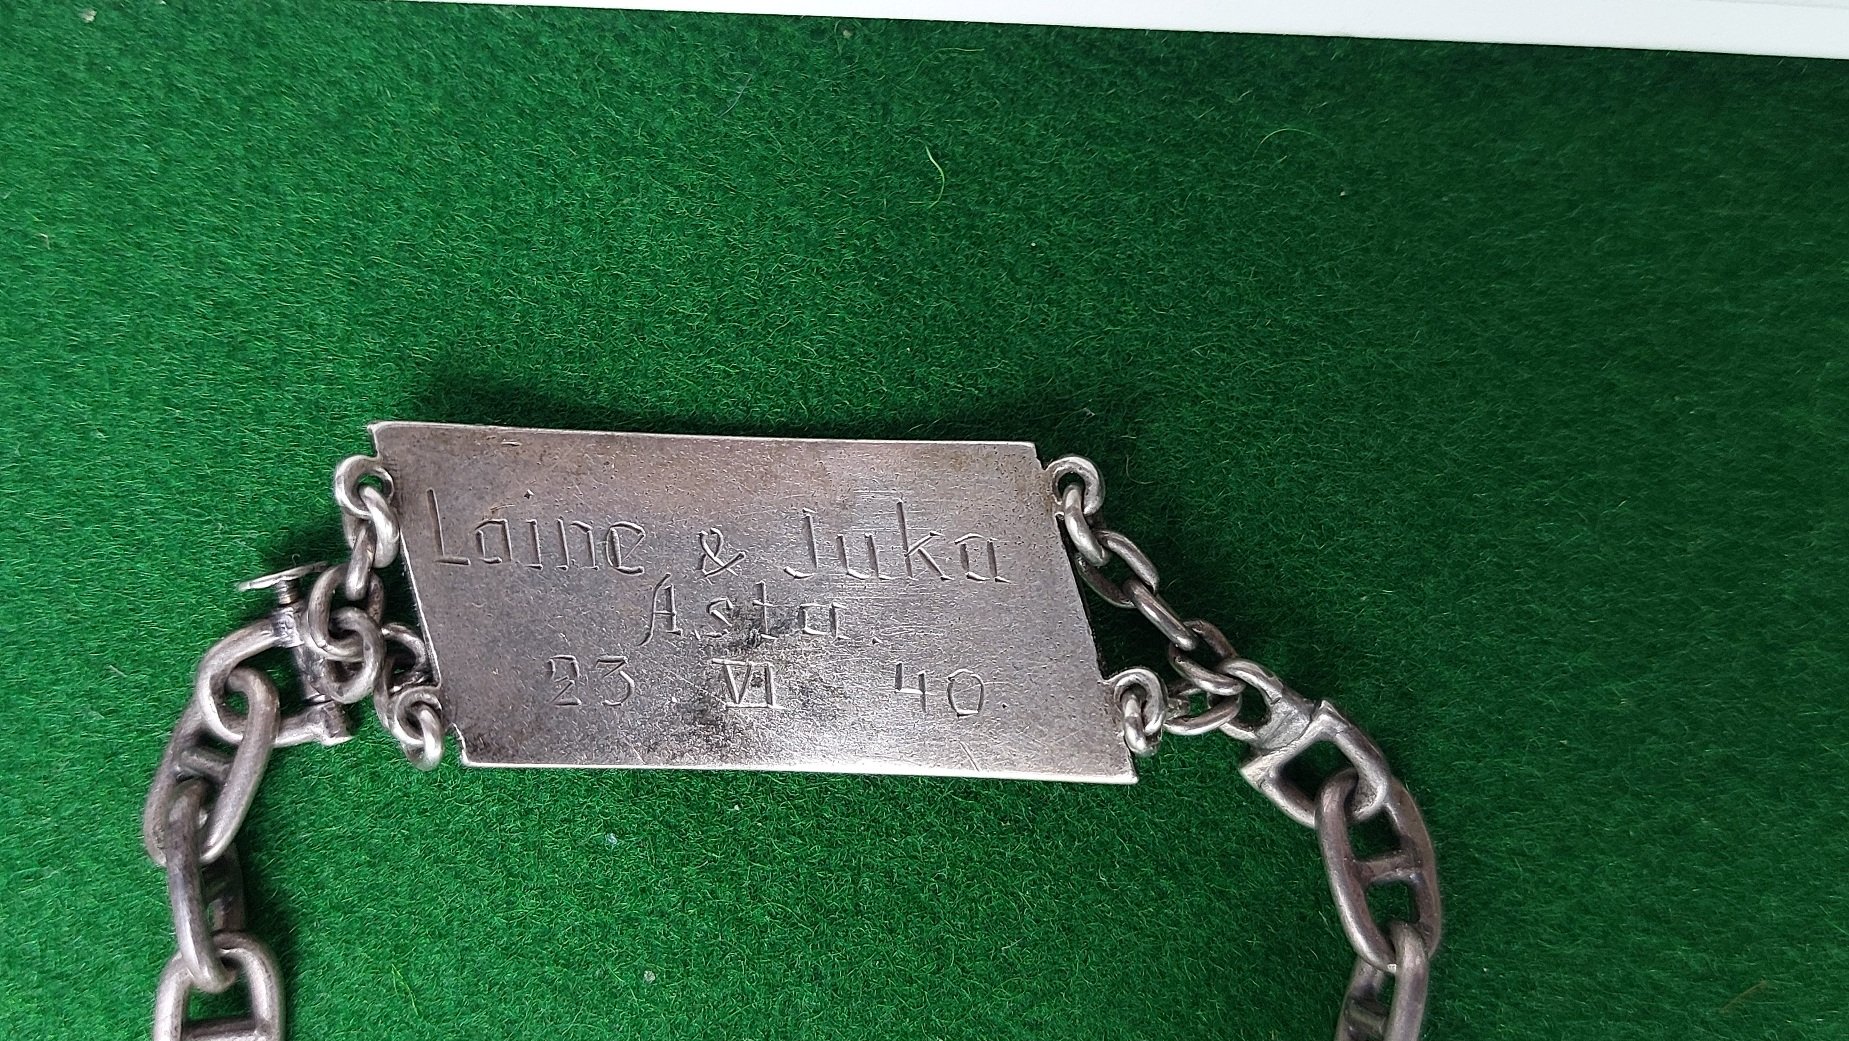 Laine & Juka
Asta.
23 VI 40.